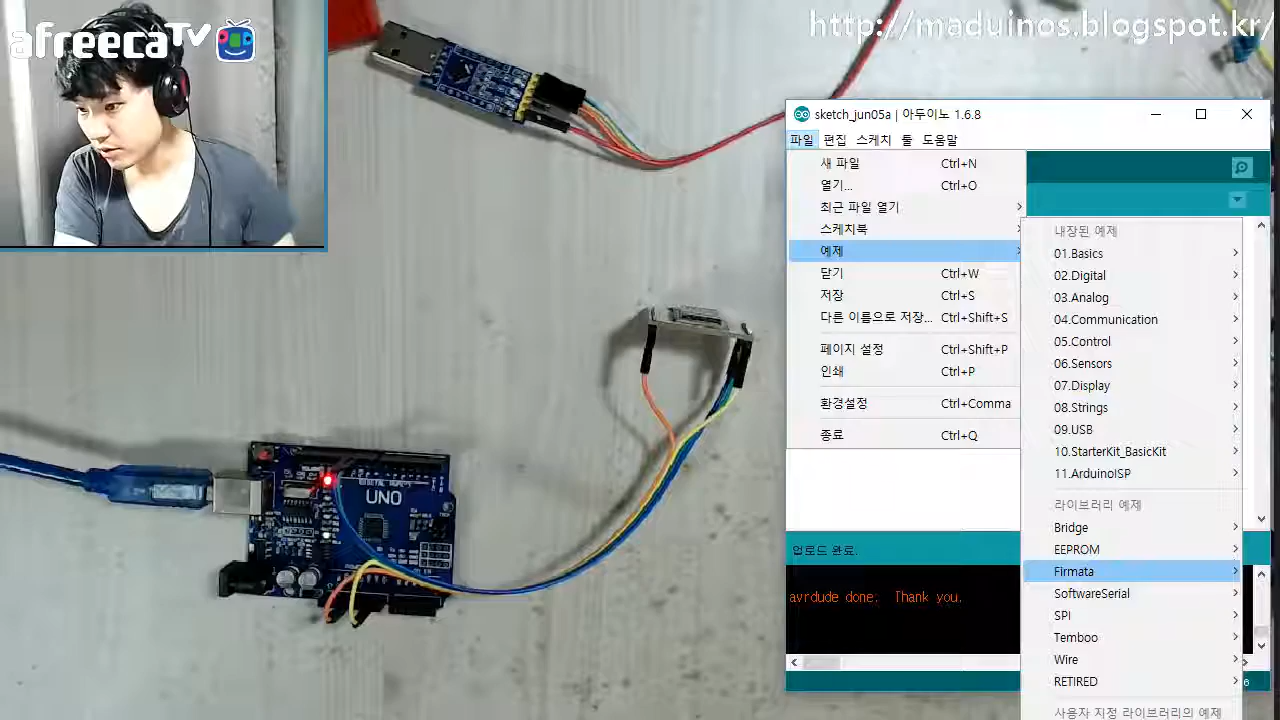 afreecaTV
http://maduinos.blogspot.kr/
sketch_jun05a | 아두이노 1.6.8
파일 편집 스케치 툴 도움말
새 파일 Ctrl+N
열기... Ctrl+O
최근 파일 열기
스케치북
예제
닫기 Ctrl+W
저장 Ctrl+S
다른 이름으로 저장... Ctrl+Shift+S
페이지 설정 Ctrl+Shift+P
인쇄 Ctrl+P
환경설정 Ctrl+Comma
종료 Ctrl+Q
내장된 예제
01.Basics
02.Digital
03.Analog
04.Communication
05.Control
06.Sensors
07.Display
08.Strings
09.USB
10.StarterKit_BasicKit
11.ArduinoISP
라이브러리 예제
Bridge
EEPROM
Firmata
SoftwareSerial
SPI
Temboo
Wire
RETIRED
사용자 지정 라이브러리의 예제
업로드 완료.
avrdude done. Thank you.
UNO